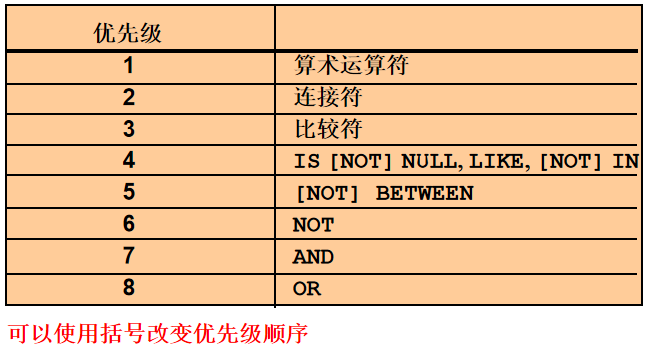 优先级
1 算术运算符
2 连接符
3 比较符
4 IS [NOT] NULL, LIKE, [NOT] IN
5 [NOT] BETWEEN
6 NOT
7 AND
8 OR
可以使用括号改变优先级顺序